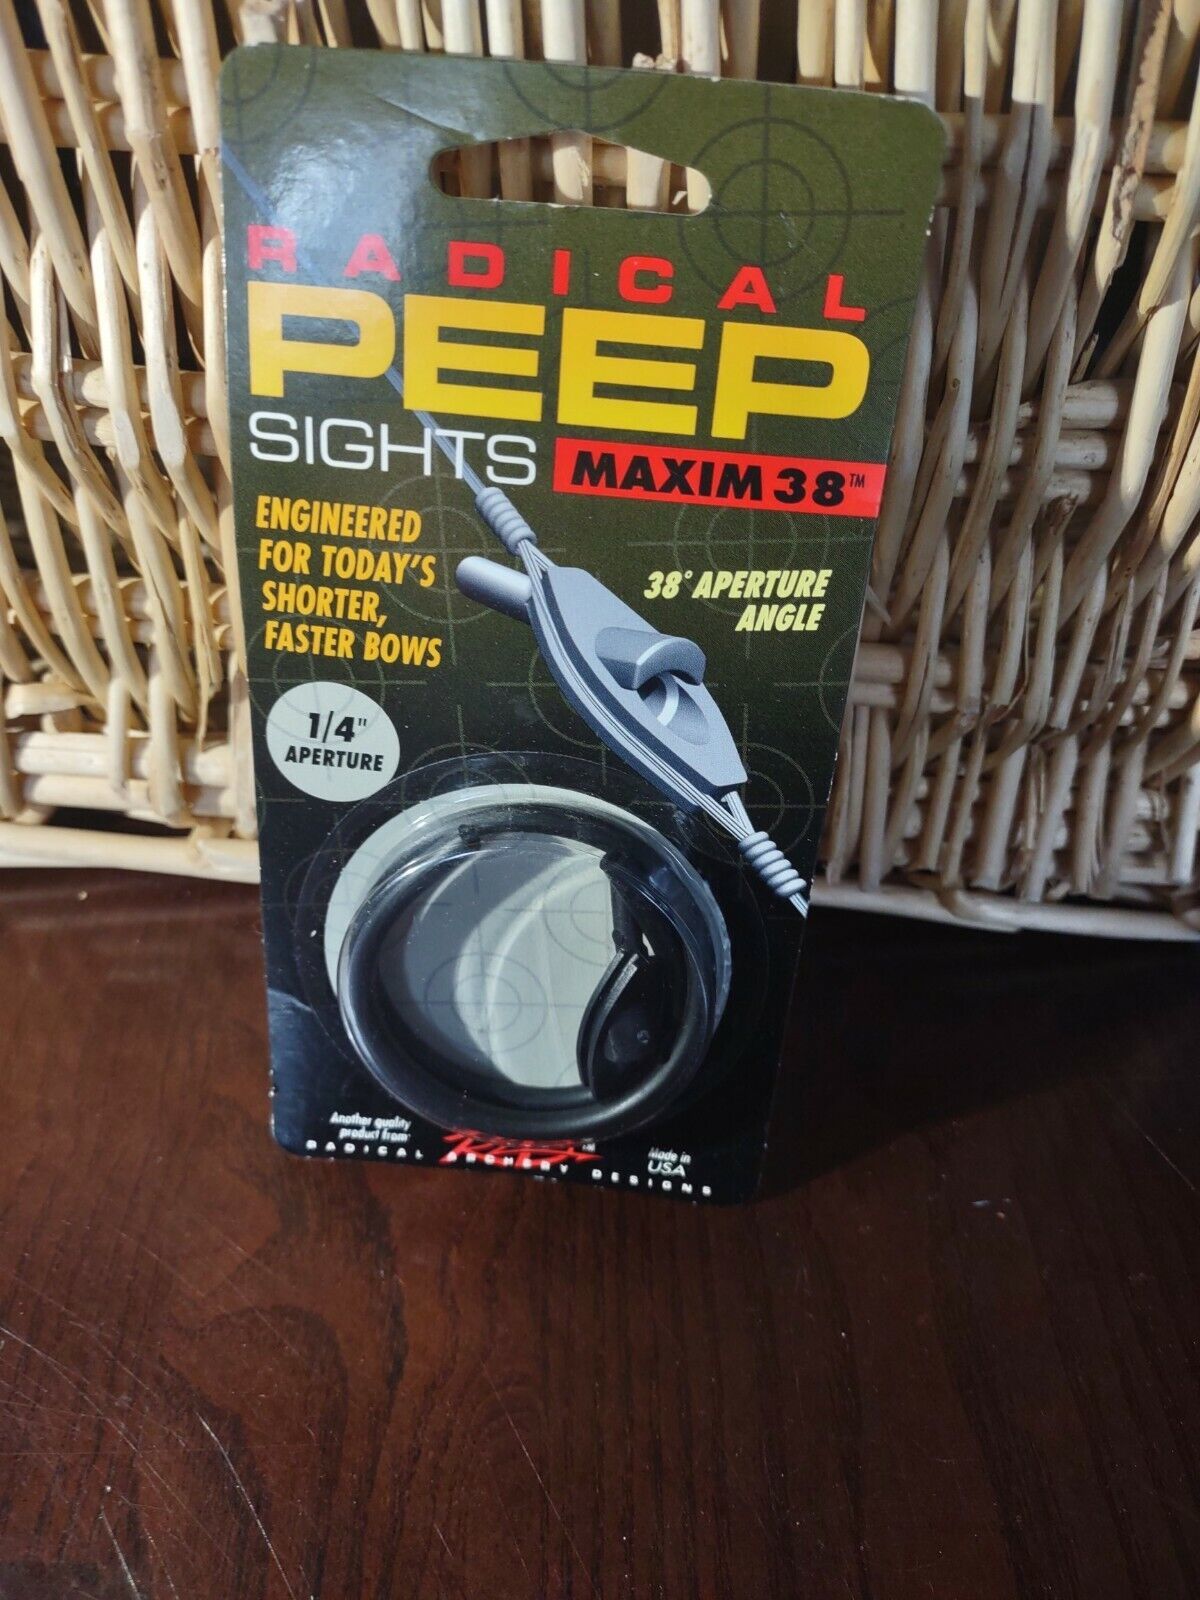 RADICAL
PEEP
SIGHTS
MAXIM 38™
ENGINEERED
FOR TODAY'S
SHORTER,
FASTER BOWS
38° APERTURE
ANGLE
1/4"
APERTURE
Another quality
product from
™
RADICAL ARCHERY DESIGNS
Made in
USA